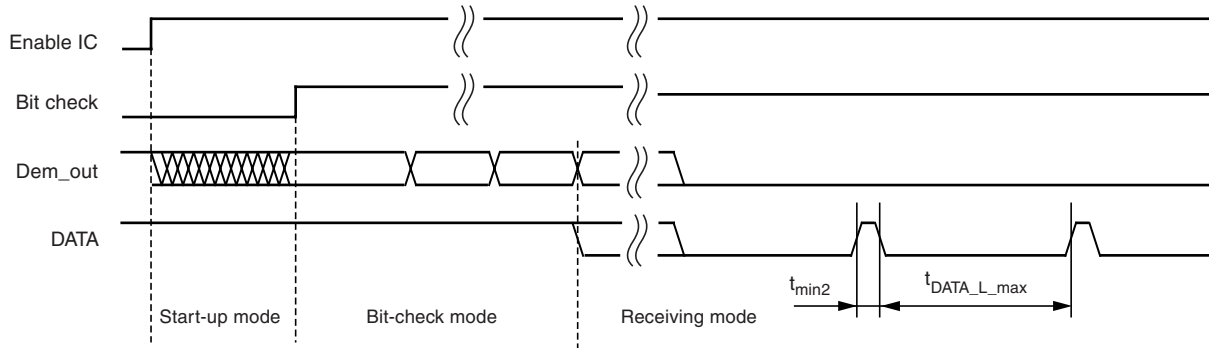 Enable IC
Bit check
Dem_out
DATA
tmin2
tDATA_L_max
Start-up mode
Bit-check mode
Receiving mode